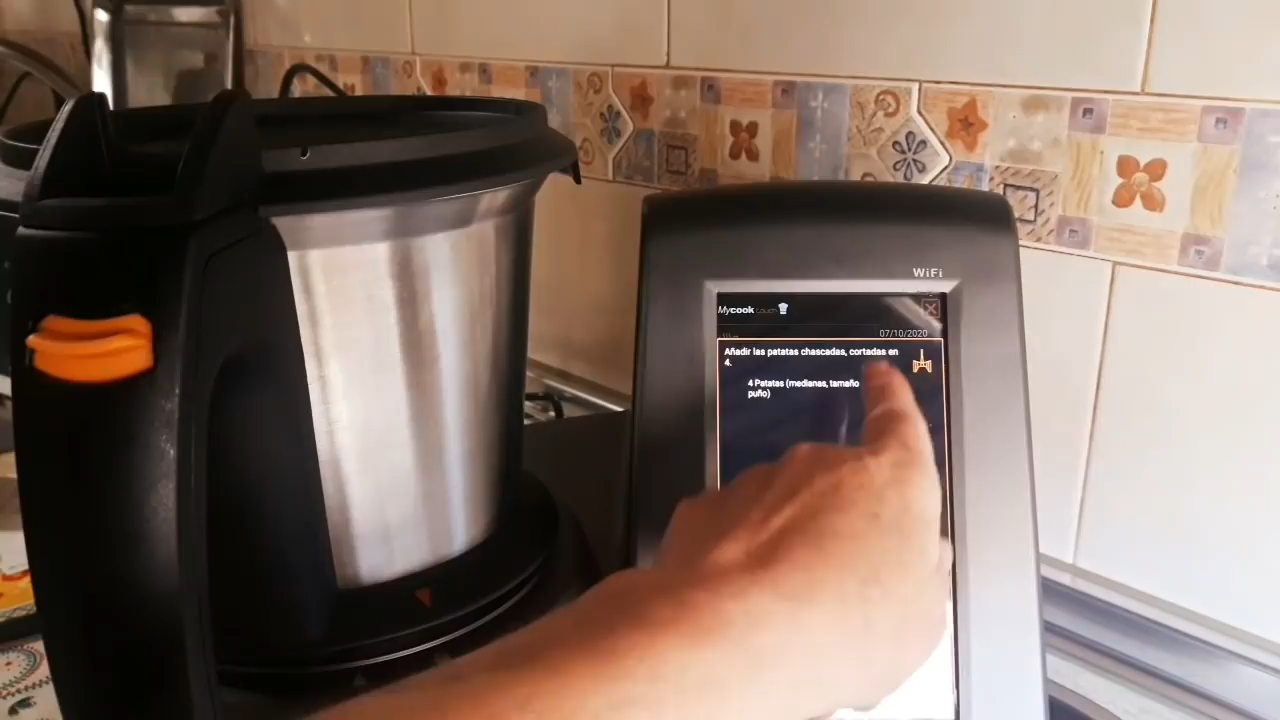 WiFi
Mycook touch
07/10/2020
Añadir las patatas chascadas, cortadas en
4.
4 Patatas (medianas, tamaño
puño)